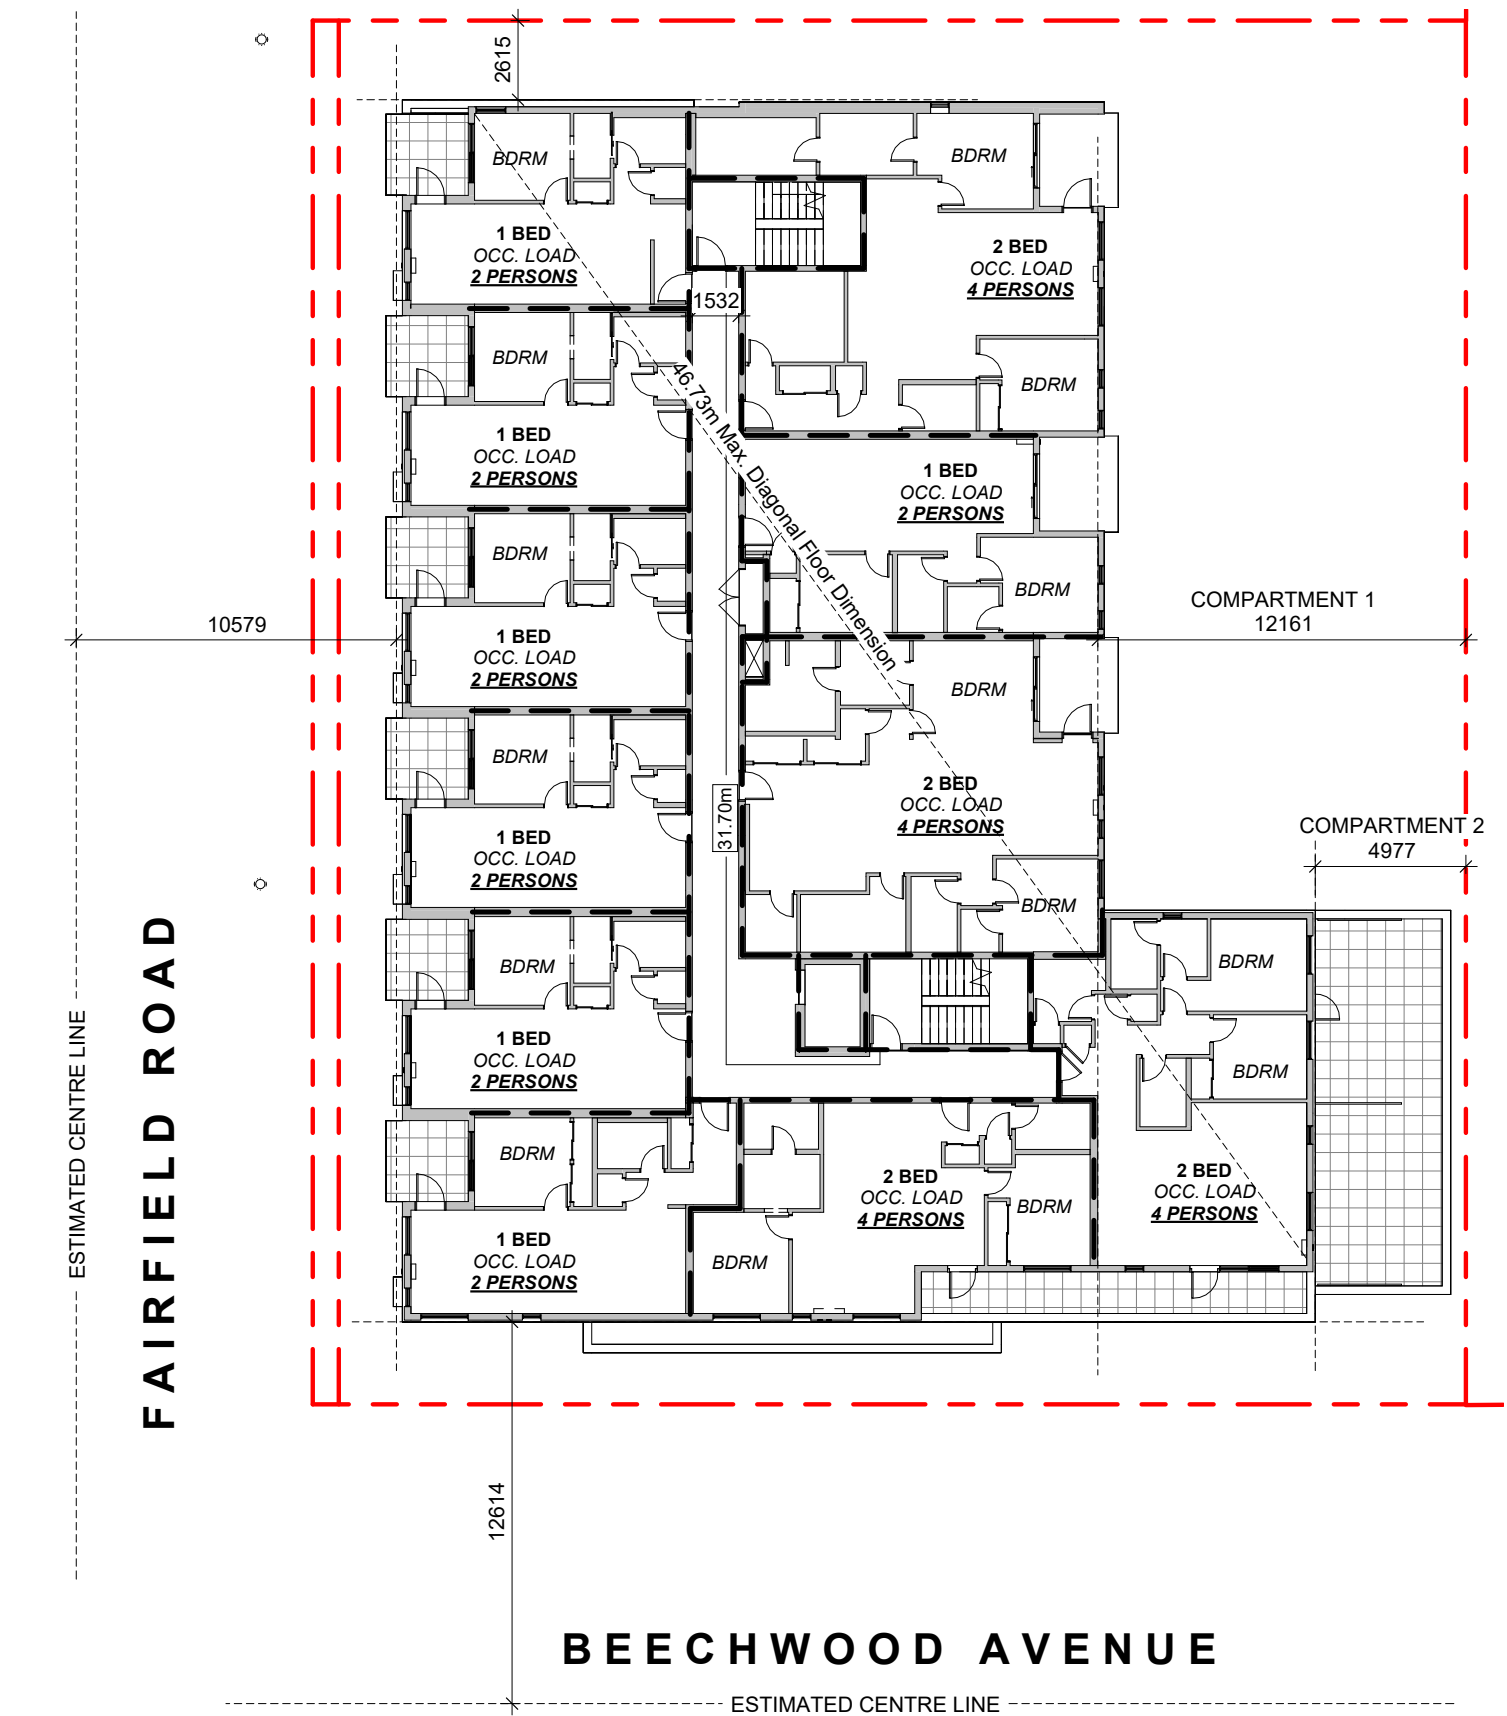 2615
BDRM
BDRM
1 BED
OCC. LOAD
2 PERSONS
2 BED
OCC. LOAD
4 PERSONS
1532
BDRM
BDRM
46.73m Max. Diagonal Floor Dimension
1 BED
OCC. LOAD
2 PERSONS
1 BED
OCC. LOAD
2 PERSONS
BDRM
BDRM
10579
COMPARTMENT 1
12161
1 BED
OCC. LOAD
2 PERSONS
BDRM
BDRM
2 BED
OCC. LOAD
4 PERSONS
31.70m
COMPARTMENT 2
4977
1 BED
OCC. LOAD
2 PERSONS
BDRM
BDRM
BDRM
1 BED
OCC. LOAD
2 PERSONS
BDRM
BDRM
2 BED
OCC. LOAD
4 PERSONS
BDRM
2 BED
OCC. LOAD
4 PERSONS
1 BED
OCC. LOAD
2 PERSONS
BDRM
ESTIMATED CENTRE LINE
FAIRFIELD ROAD
12614
BEECHWOOD AVENUE
ESTIMATED CENTRE LINE